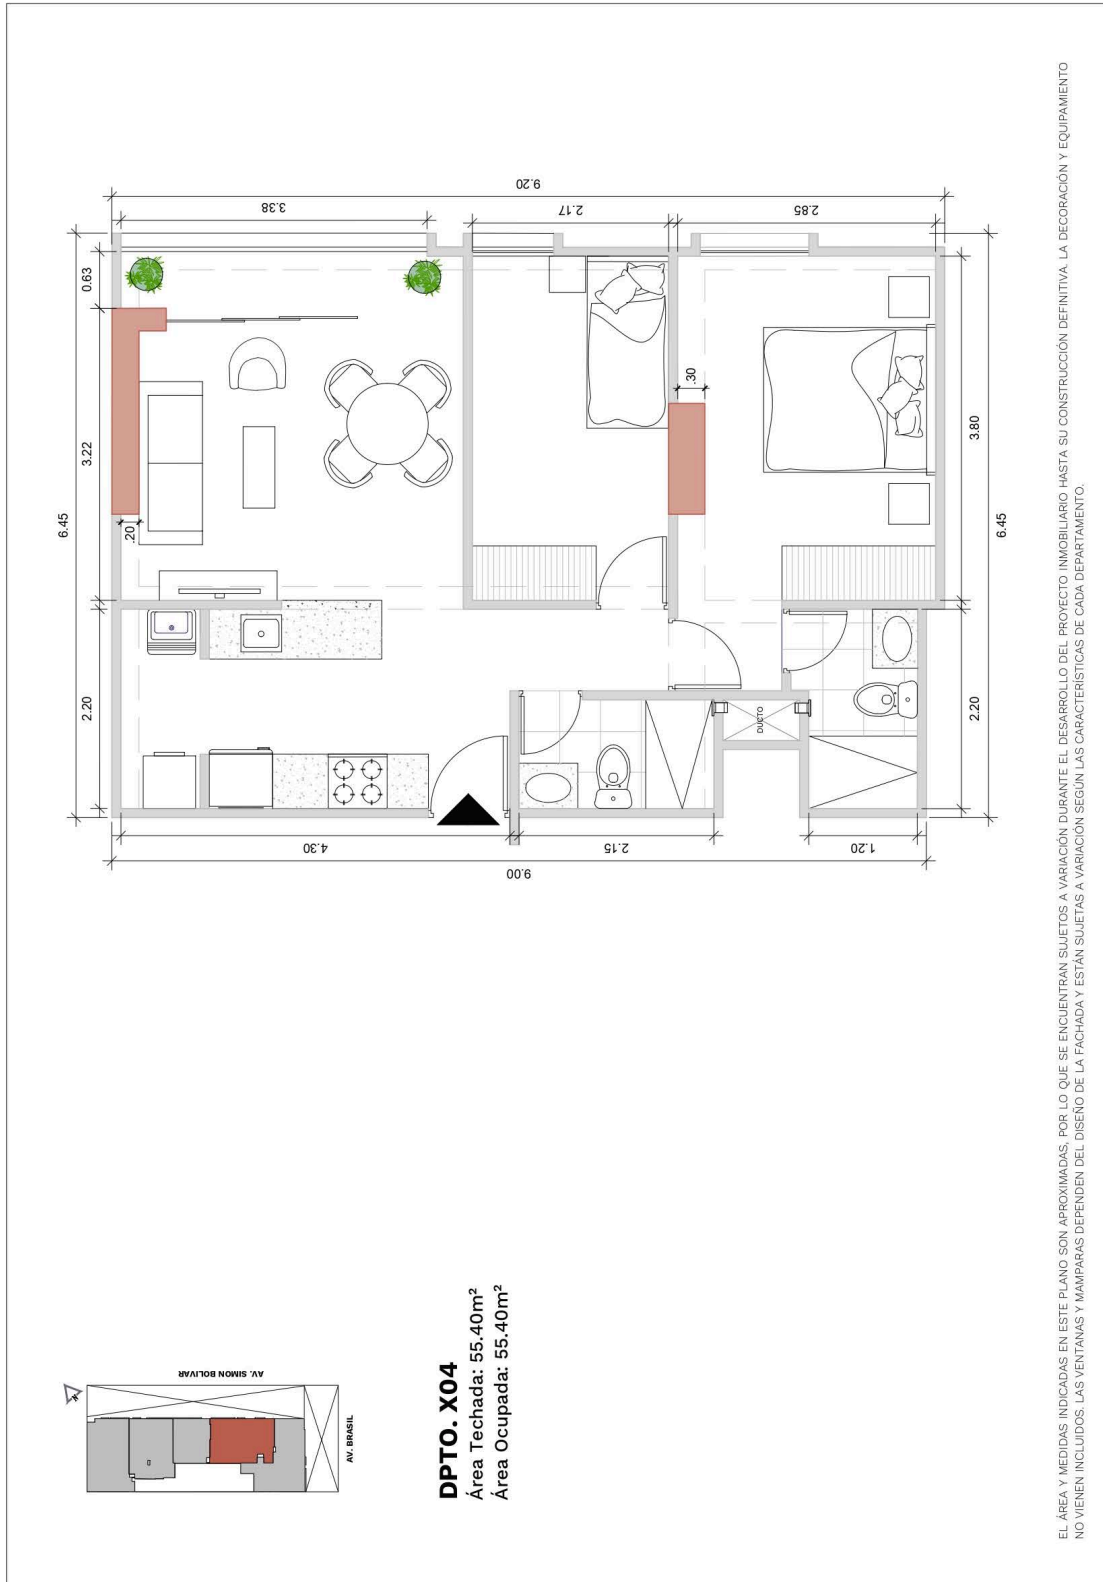 9.20
3.38
2.17
2.85
6.45
0.63
3.22
2.20
.20
.30
3.80
2.20
6.45
DUCTO
4.30
2.15
1.20
9.00
N
AV. SIMON BOLIVAR
AV. BRASIL
DPTO. X04
Área Techada: 55.40m²
Área Ocupada: 55.40m²
EL ÁREA Y MEDIDAS INDICADAS EN ESTE PLANO SON APROXIMADAS, POR LO QUE SE ENCUENTRAN SUJETOS A VARIACIÓN DURANTE EL DESARROLLO DEL PROYECTO INMOBILIARIO HASTA SU CONSTRUCCIÓN DEFINITIVA. LA DECORACIÓN Y EQUIPAMIENTO
NO VIENEN INCLUIDOS. LAS VENTANAS Y MAMPARAS DEPENDEN DEL DISEÑO DE LA FACHADA Y ESTÁN SUJETAS A VARIACIÓN SEGÚN LAS CARACTERÍSTICAS DE CADA DEPARTAMENTO.